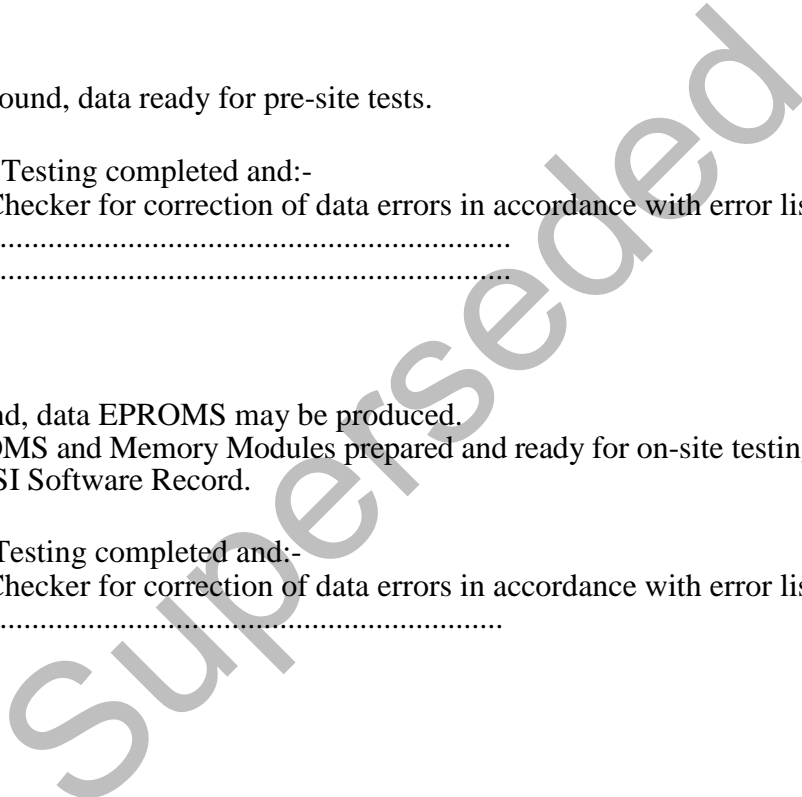 ound, data ready for pre-site tests.
Testing completed and:-
Checker for correction of data errors in accordance with error lis
..................................................................
..................................................................
nd, data EPROMS may be produced.
OMS and Memory Modules prepared and ready for on-site testin
SI Software Record.
Testing completed and:-
Checker for correction of data errors in accordance with error lis
.................................................................
Superseded